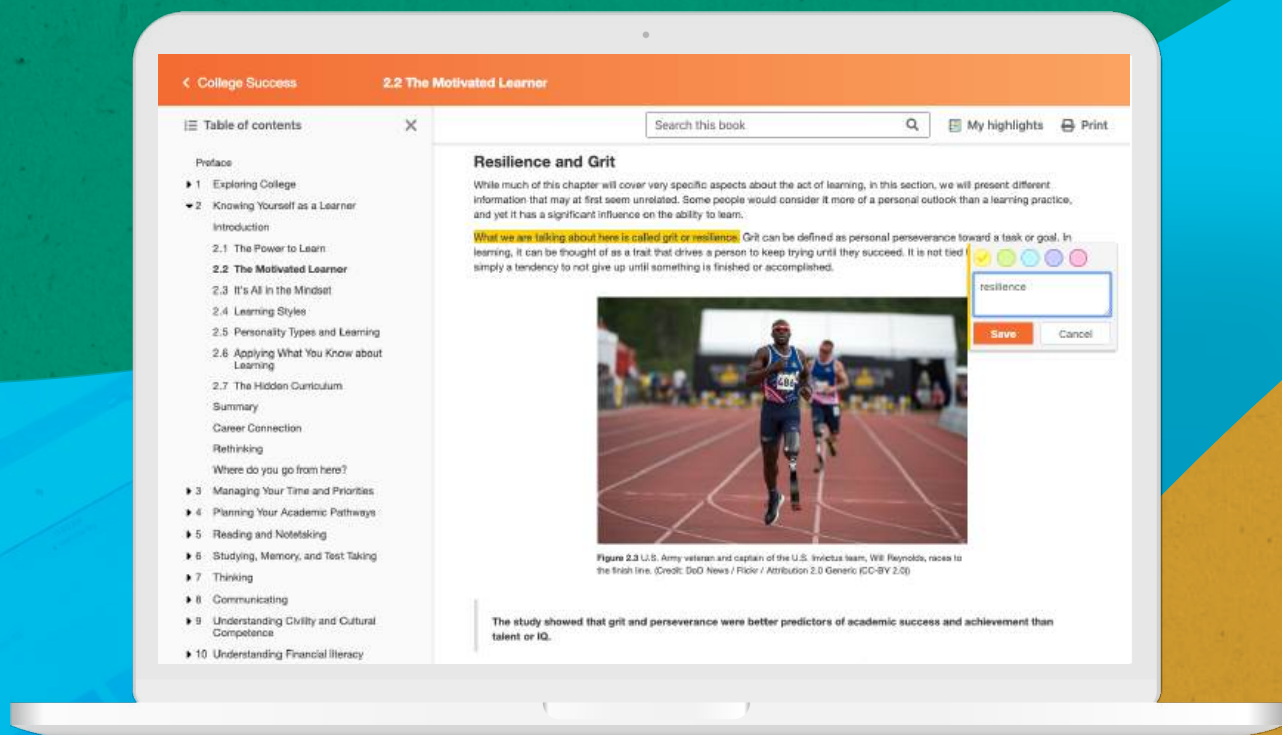 College Success
2.2 The Motivated Learner
Table of contents
Search this book
My highlights
Print
Preface
1 Exploring College
2 Knowing Yourself as a Learner
Introduction
2.1 The Power to Learn
2.2 The Motivated Learner
2.3 It's All in the Mindset
2.4 Learning Styles
2.5 Personality Types and Learning
2.6 Applying What You Know about
Learning
2.7 The Hidden Curriculum
Summary
Career Connection
Rethinking
Where do you go from here?
3 Managing Your Time and Priorities
4 Planning Your Academic Pathways
5 Reading and Notetaking
6 Studying, Memory, and Test Taking
7 Thinking
8 Communicating
9 Understanding Civility and Cultural
Competence
10 Understanding Financial literacy
Resilience and Grit
While much of this chapter will cover very specific aspects about the act of learning, in this section, we will present different
information that may at first seem unrelated. Some people would consider it more of a personal outlook than a learning practice,
and yet it has a significant influence on the ability to learn.
What we are talking about here is called grit or resilience. Grit can be defined as personal perseverance toward a task or goal. In
learning, it can be thought of as a trait that drives a person to keep trying until they succeed. It is not tied
simply a tendency to not give up until something is finished or accomplished.
resilience
Save
Cancel
Figure 2.3 U.S. Army veteran and captain of the U.S. Invictus team, Will Reynolds, races to
the finish line. (Credit: DoD News / Flickr / Attribution 2.0 Generic (CC-BY 2.0))
The study showed that grit and perseverance were better predictors of academic success and achievement than
talent or IQ.